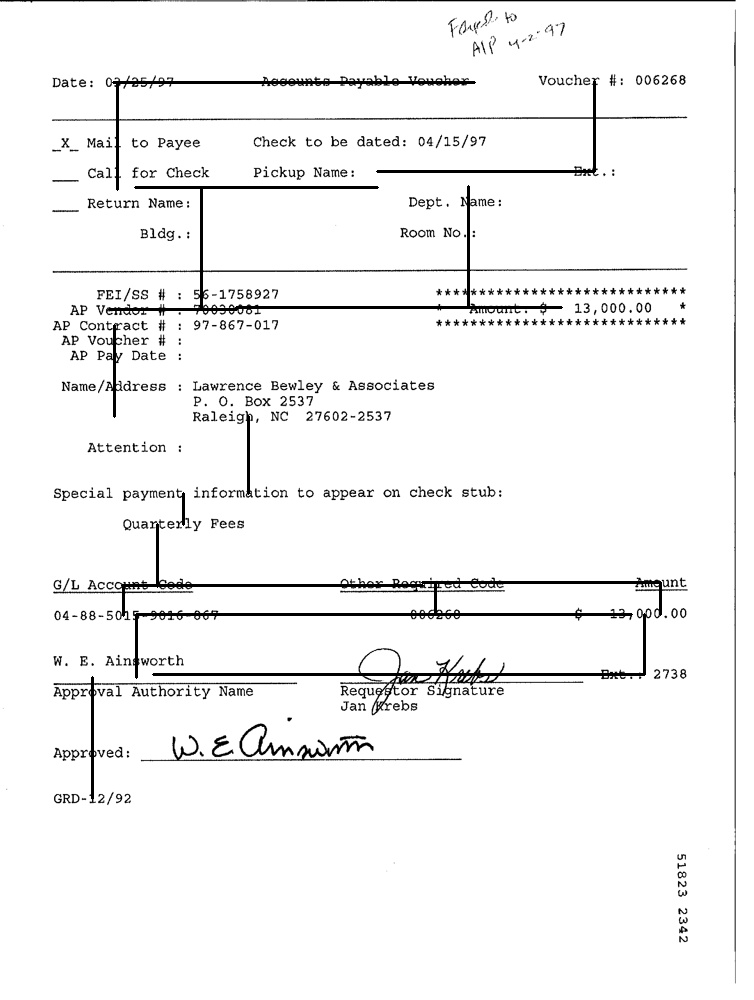 Faxed to
A/P 4-2-97
Date: 03/25/97 Accounts Payable Voucher Voucher #: 006268
_X_ Mail to Payee Check to be dated: 04/15/97
___ Call for Check Pickup Name: Ext.:
___ Return Name: Dept. Name:
Bldg.: Room No.:
FEI/SS # : 56-1758927 *****************************
AP Vendor # : 70030081 * Amount: $ 13,000.00 *
AP Contract # : 97-867-017 *****************************
AP Voucher # :
AP Pay Date :
Name/Address : Lawrence Bewley & Associates
P. O. Box 2537
Raleigh, NC 27602-2537
Attention :
Special payment information to appear on check stub:
Quarterly Fees
G/L Account Code Other Required Code Amount
04-88-5015-9016-867 006268 $ 13,000.00
W. E. Ainsworth Jan Krebs Ext.: 2738
Approval Authority Name Requestor Signature
Jan Krebs
Approved: W. E. Ainsworth
GRD-12/92
51823 2342